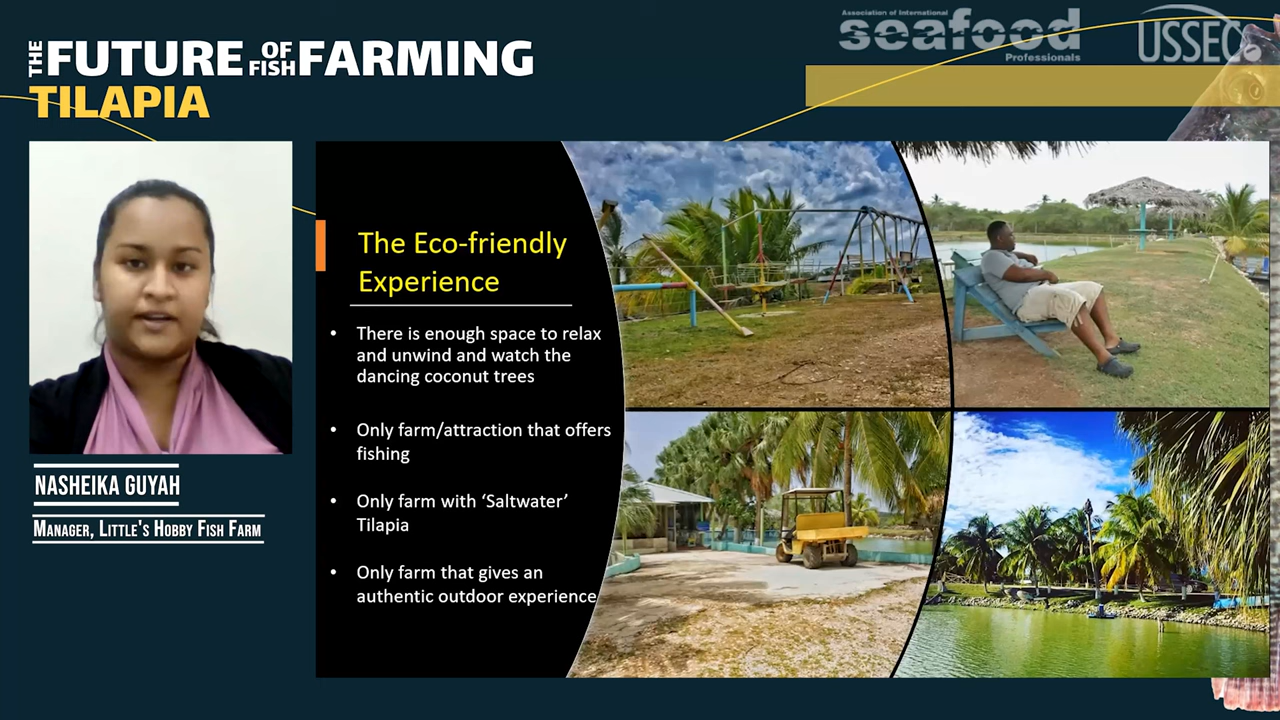 THE FUTURE OF FISH FARMING
TILAPIA
Association of International
seafood
Professionals
USSEC
The Eco-friendly
Experience
• There is enough space to relax
and unwind and watch the
dancing coconut trees
• Only farm/attraction that offers
fishing
• Only farm with ‘Saltwater’
Tilapia
• Only farm that gives an
authentic outdoor experience
NASHEIKA GUYAH
MANAGER, LITTLE'S HOBBY FISH FARM